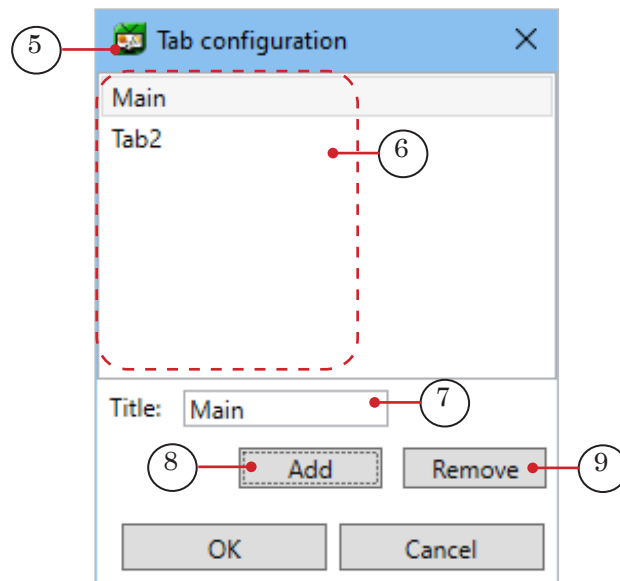 5
Tab configuration
Main
Tab2
6
Title: Main
7
8
Add
Remove
9
OK
Cancel